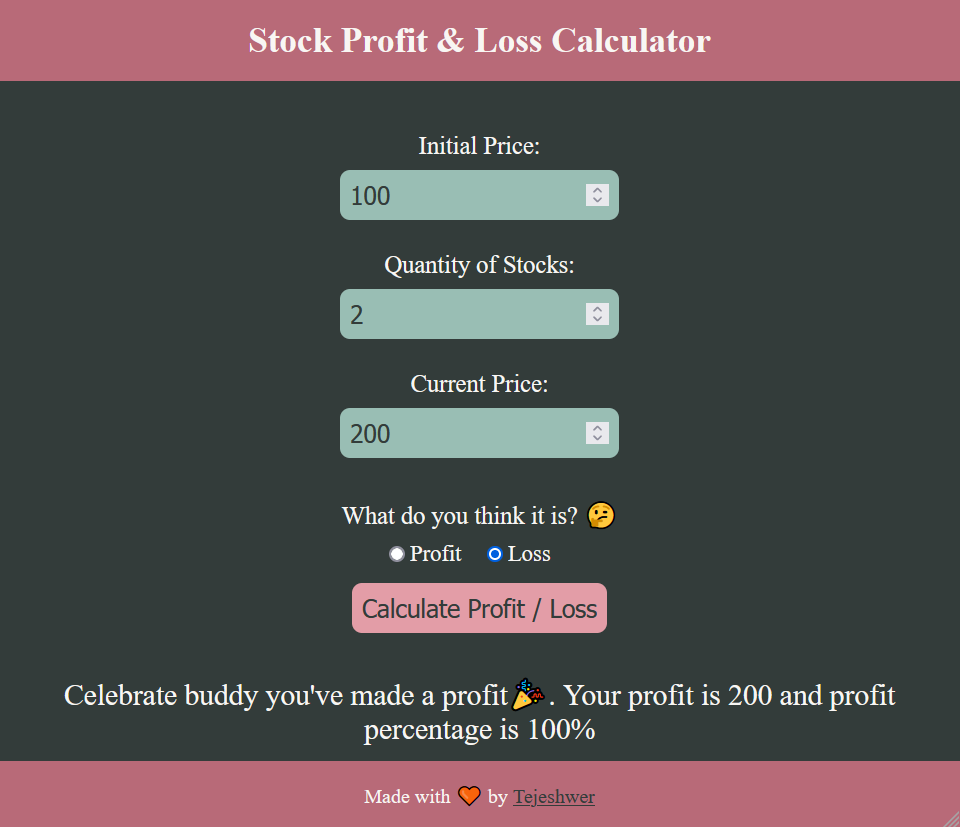 Stock Profit & Loss Calculator
Initial Price:
100
Quantity of Stocks:
2
Current Price:
200
What do you think it is? 🤔
Profit Loss
Calculate Profit / Loss
Celebrate buddy you've made a profit🎉. Your profit is 200 and profit
percentage is 100%
Made with 🧡 by Tejeshwer